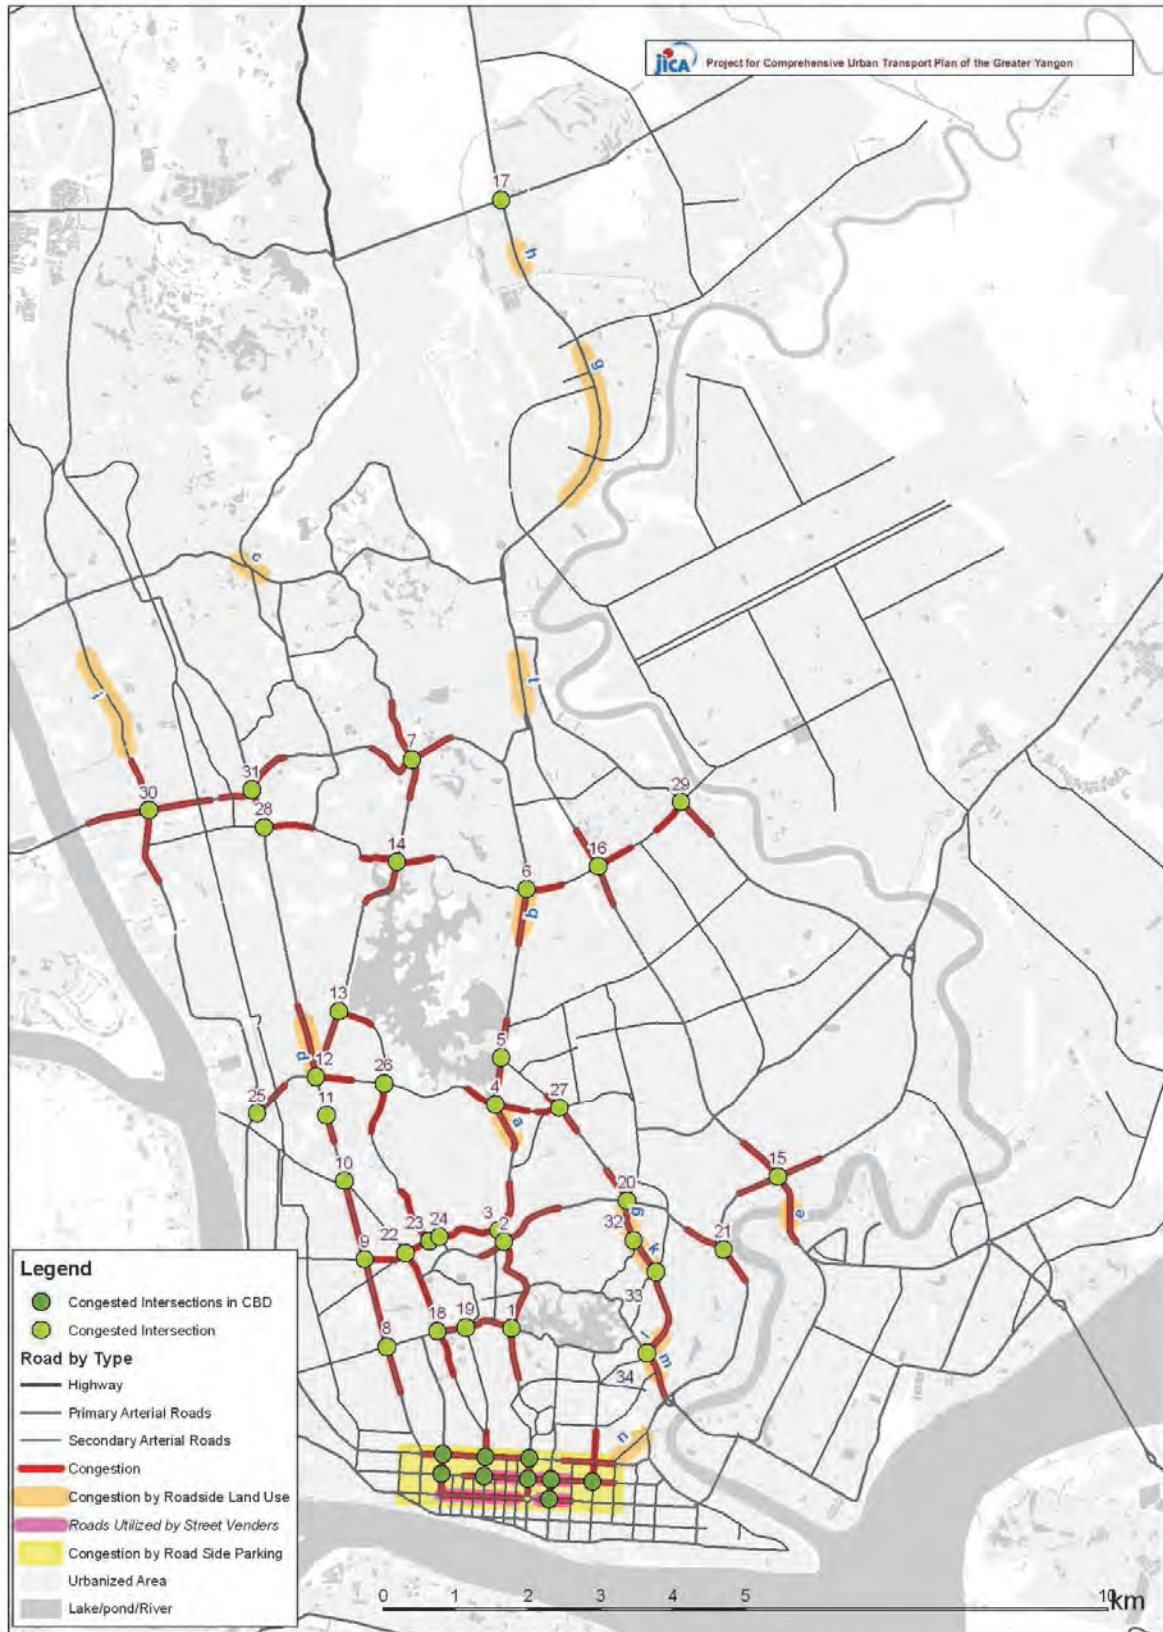 JICA Project for Comprehensive Urban Transport Plan of the Greater Yangon
17
h
g
c
t
i
7
31
30
28
29
14
16
6
b
13
5
12
d
26
4
27
25
11
a
10
15
20
g
e
3
24
23
32
2
21
22
9
k
33
19
18
1
8
l
m
34
n
Legend
Congested Intersections in CBD
Congested Intersection
Road by Type
Highway
Primary Arterial Roads
Secondary Arterial Roads
Congestion
Congestion by Roadside Land Use
Roads Utilized by Street Venders
Congestion by Road Side Parking
Urbanized Area
Lake/pond/River
0 1 2 3 4 5 10 km